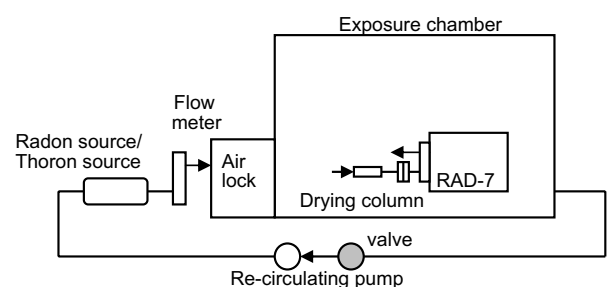 Exposure chamber
Flow
meter
Radon source/
Thoron source
Air
lock
RAD-7
Drying column
valve
Re-circulating pump